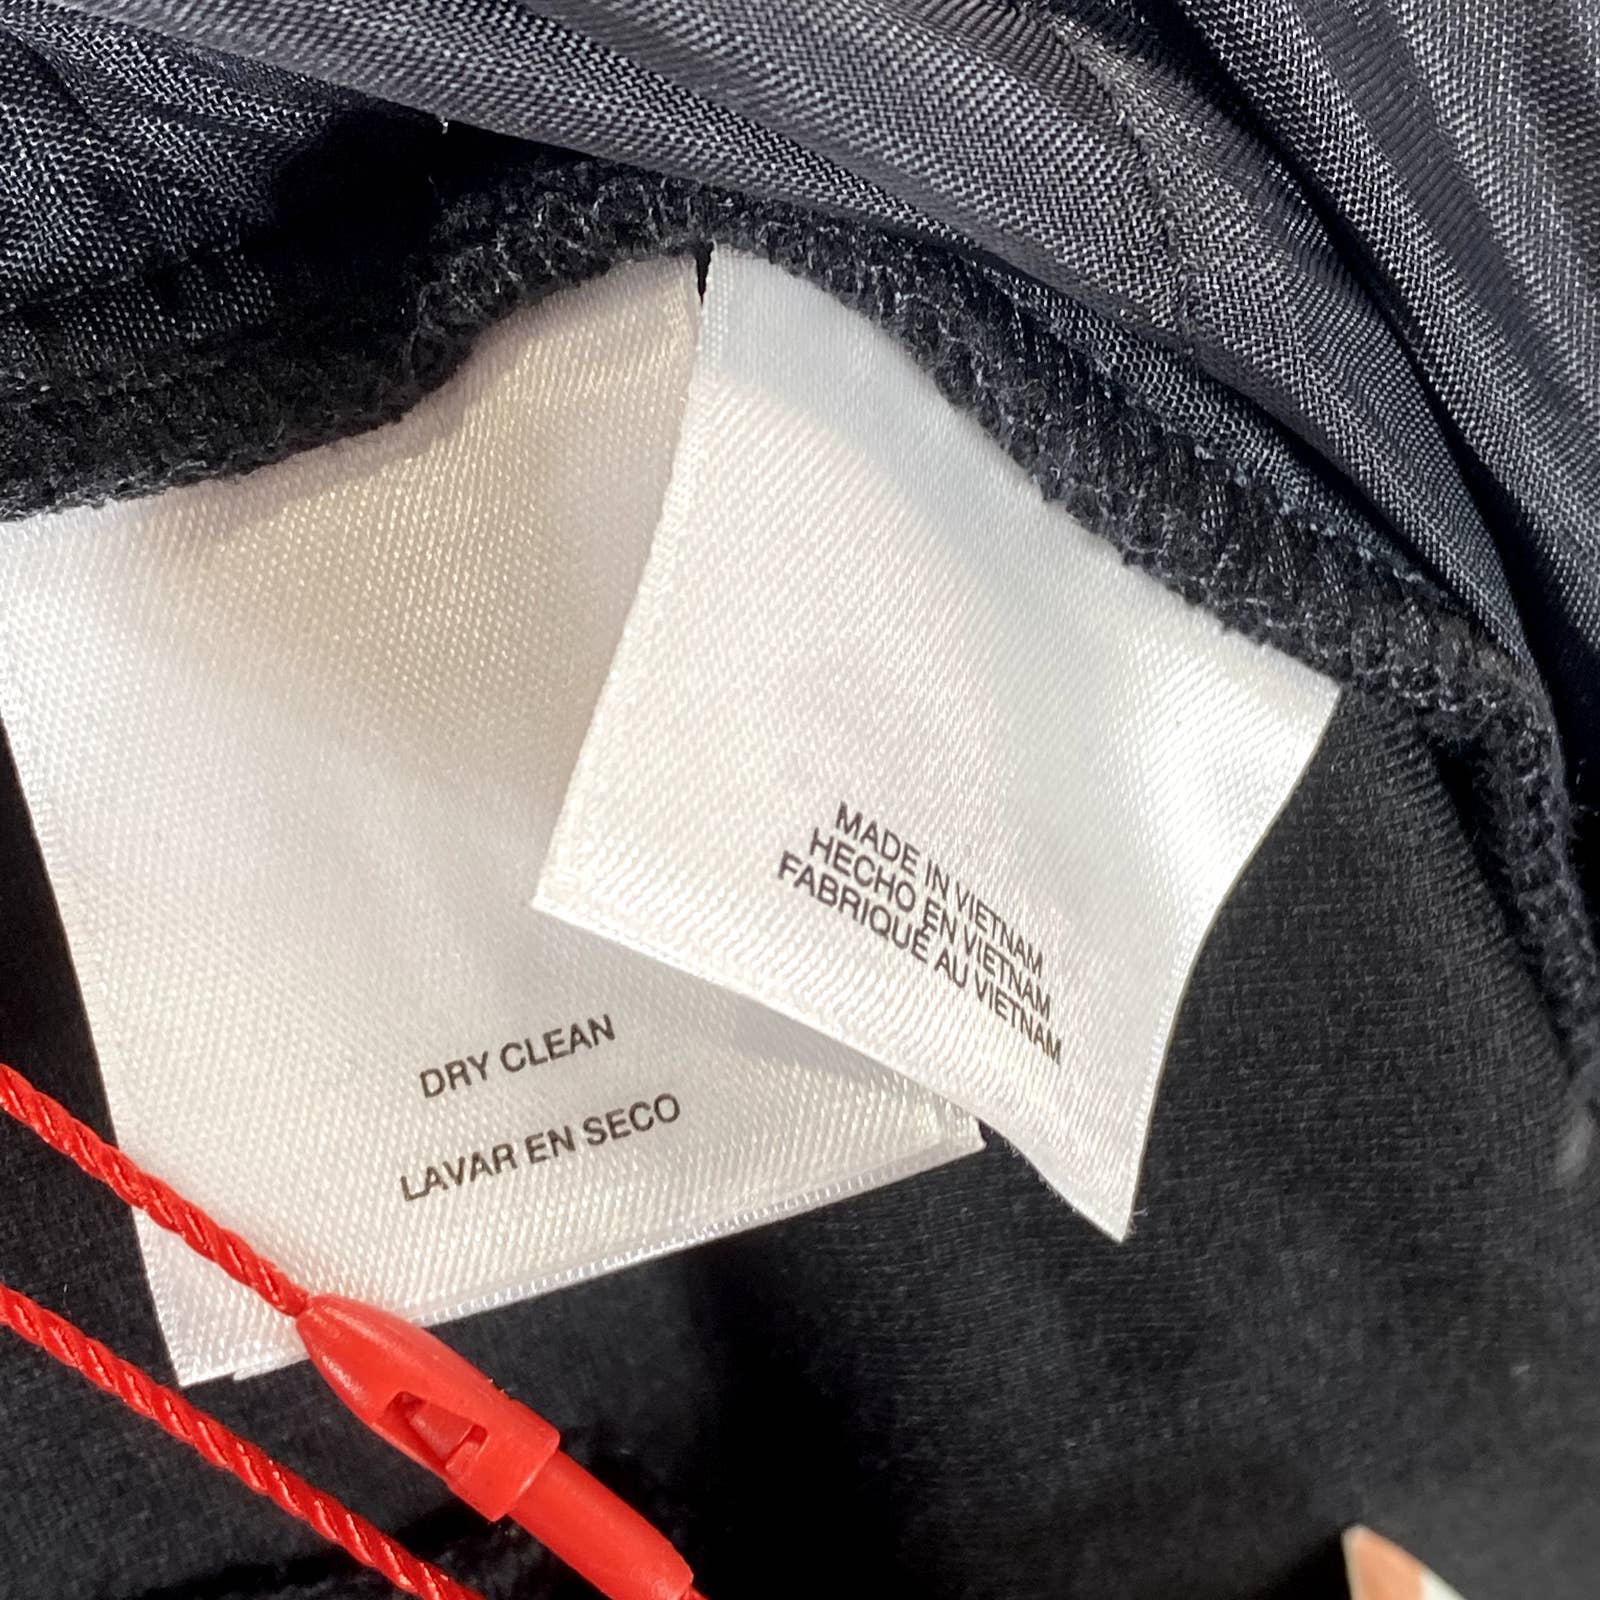 MADE IN VIETNAM
HECHO EN VIETNAM
FABRIQUÉ AU VIETNAM
DRY CLEAN
LAVAR EN SECO